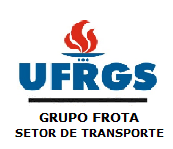 UFRGS
GRUPO FROTA
SETOR DE TRANSPORTE